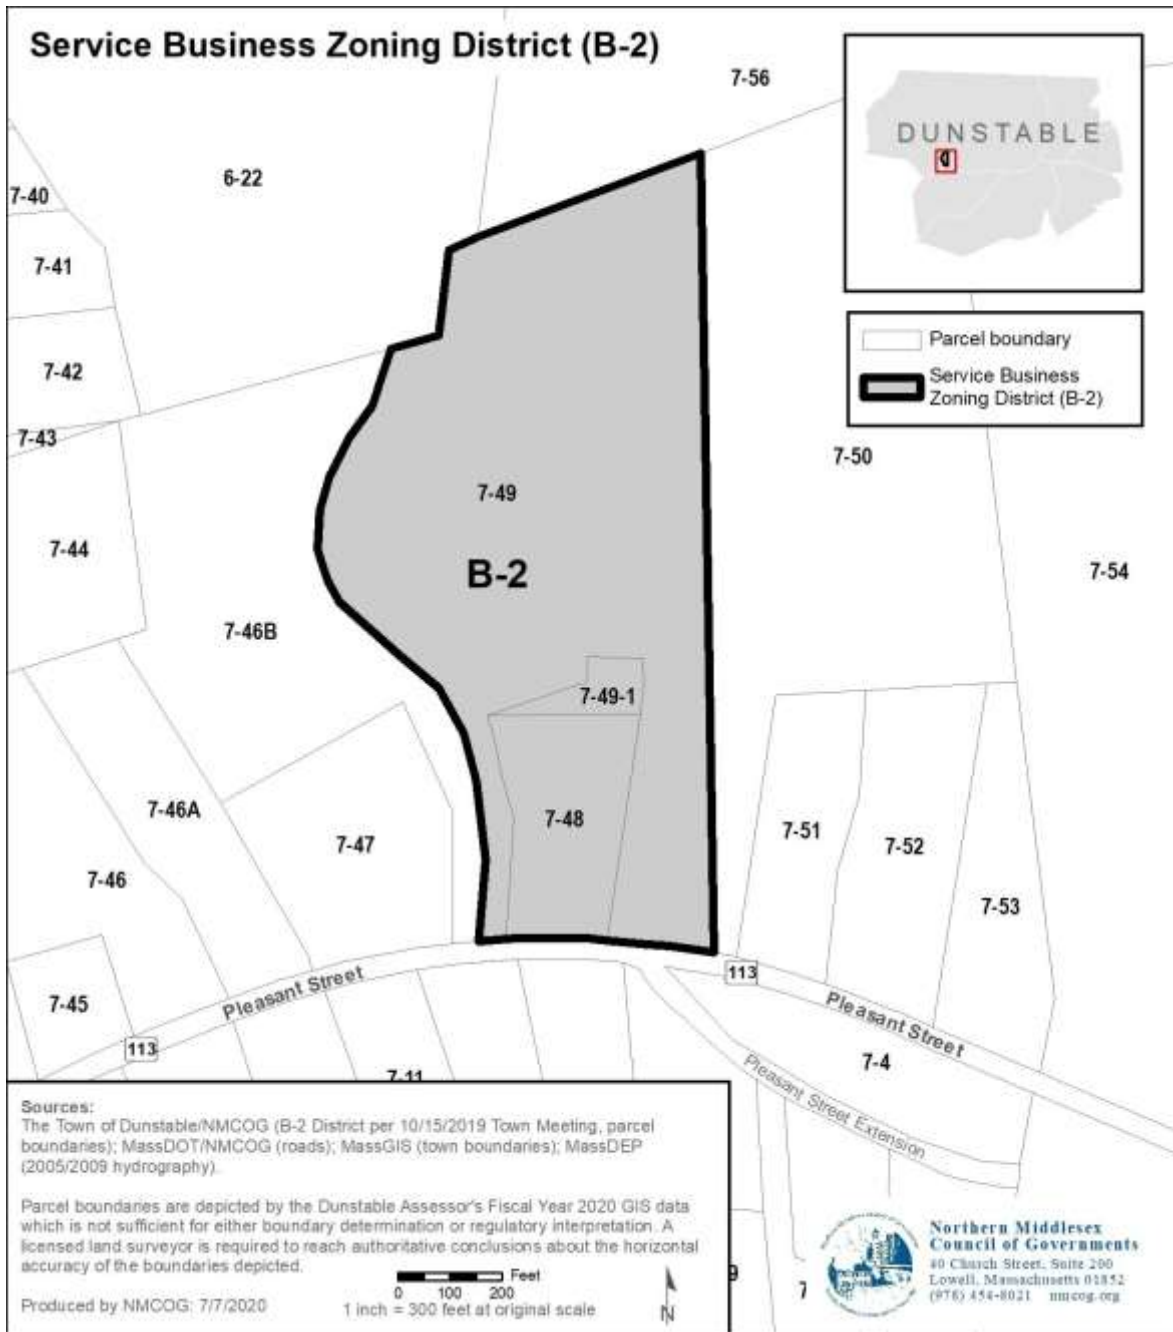 Service Business Zoning District (B-2)
7-56
DUNSTABLE
6-22
7-40
7-41
7-42
7-43
Parcel boundary
Service Business
Zoning District (B-2)
7-50
7-49
7-44
B-2
7-54
7-46B
7-49-1
7-46A
7-48
7-47
7-51
7-52
7-46
7-53
7-45
Pleasant Street
113
113
Pleasant Street
7-4
Pleasant Street Extension
7-11
Sources:
The Town of Dunstable/NMCOG (B-2 District per 10/15/2019 Town Meeting, parcel
boundaries); MassDOT/NMCOG (roads); MassGIS (town boundaries); MassDEP
(2005/2009 hydrography).
Parcel boundaries are depicted by the Dunstable Assessor's Fiscal Year 2020 GIS data
which is not sufficient for either boundary determination or regulatory interpretation. A
licensed land surveyor is required to reach authoritative conclusions about the horizontal
accuracy of the boundaries depicted.
Feet
0 100 200
Produced by NMCOG: 7/7/2020
1 inch = 300 feet at original scale
N
9
7
Northern Middlesex
Council of Governments
40 Church Street, Suite 200
Lowell, Massachusetts 01852
(978) 454-8021 nmcog.org